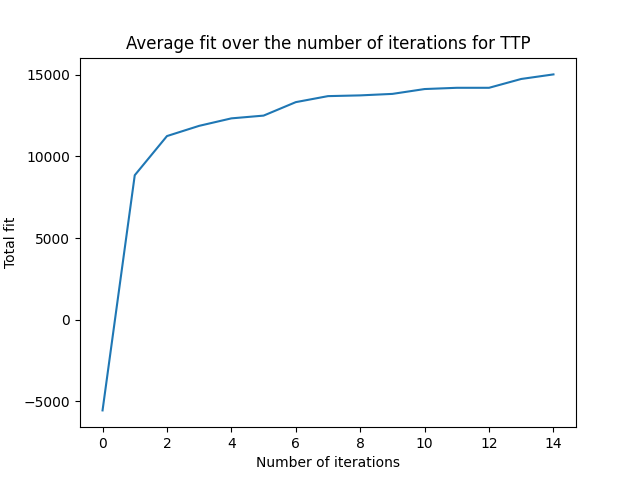 Average fit over the number of iterations for TTP
15000
10000
5000
0
−5000
Total fit
0 2 4 6 8 10 12 14
Number of iterations